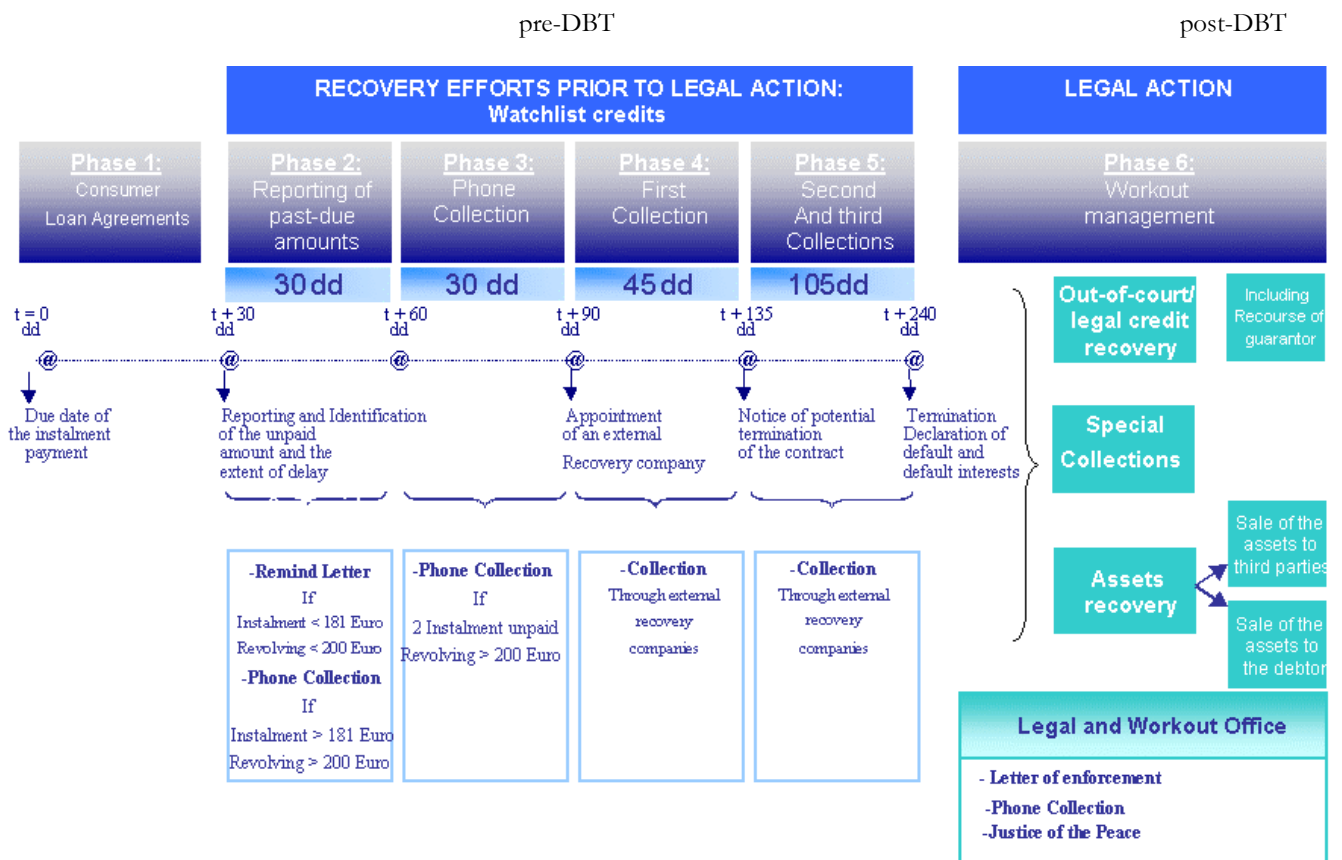 pre-DBT
post-DBT
RECOVERY EFFORTS PRIOR TO LEGAL ACTION:
Watchlist credits
LEGAL ACTION
Phase 1:
Consumer
Loan Agreements
Phase 2:
Reporting of
past-due
amounts
Phase 3:
Phone
Collection
Phase 4:
First
Collection
Phase 5:
Second
And third
Collections
Phase 6:
Workout
management
30 dd
30 dd
45 dd
105dd
t = 0
dd
t + 30
dd
t + 60
dd
t + 90
dd
t + 135
dd
t + 240
dd
@
@
@
@
@
@
Due date of
the instalment
payment
Reporting and Identification
of the unpaid
amount and the
extent of delay
Appointment
of an external
Recovery company
Notice of potential
termination
of the contract
Termination
Declaration of
default and
default interests
-Remind Letter
If
Instalment < 181 Euro
Revolving < 200 Euro
-Phone Collection
If
Instalment > 181 Euro
Revolving > 200 Euro
-Phone Collection
If
2 Instalment unpaid
Revolving > 200 Euro
-Collection
Through external
recovery
companies
-Collection
Through external
recovery
companies
Out-of-court/
legal credit
recovery
Including
Recourse of
guarantor
Special
Collections
Assets
recovery
Sale of the
assets to
third parties
Sale of the
assets to
the debtor
Legal and Workout Office
- Letter of enforcement
-Phone Collection
-Justice of the Peace